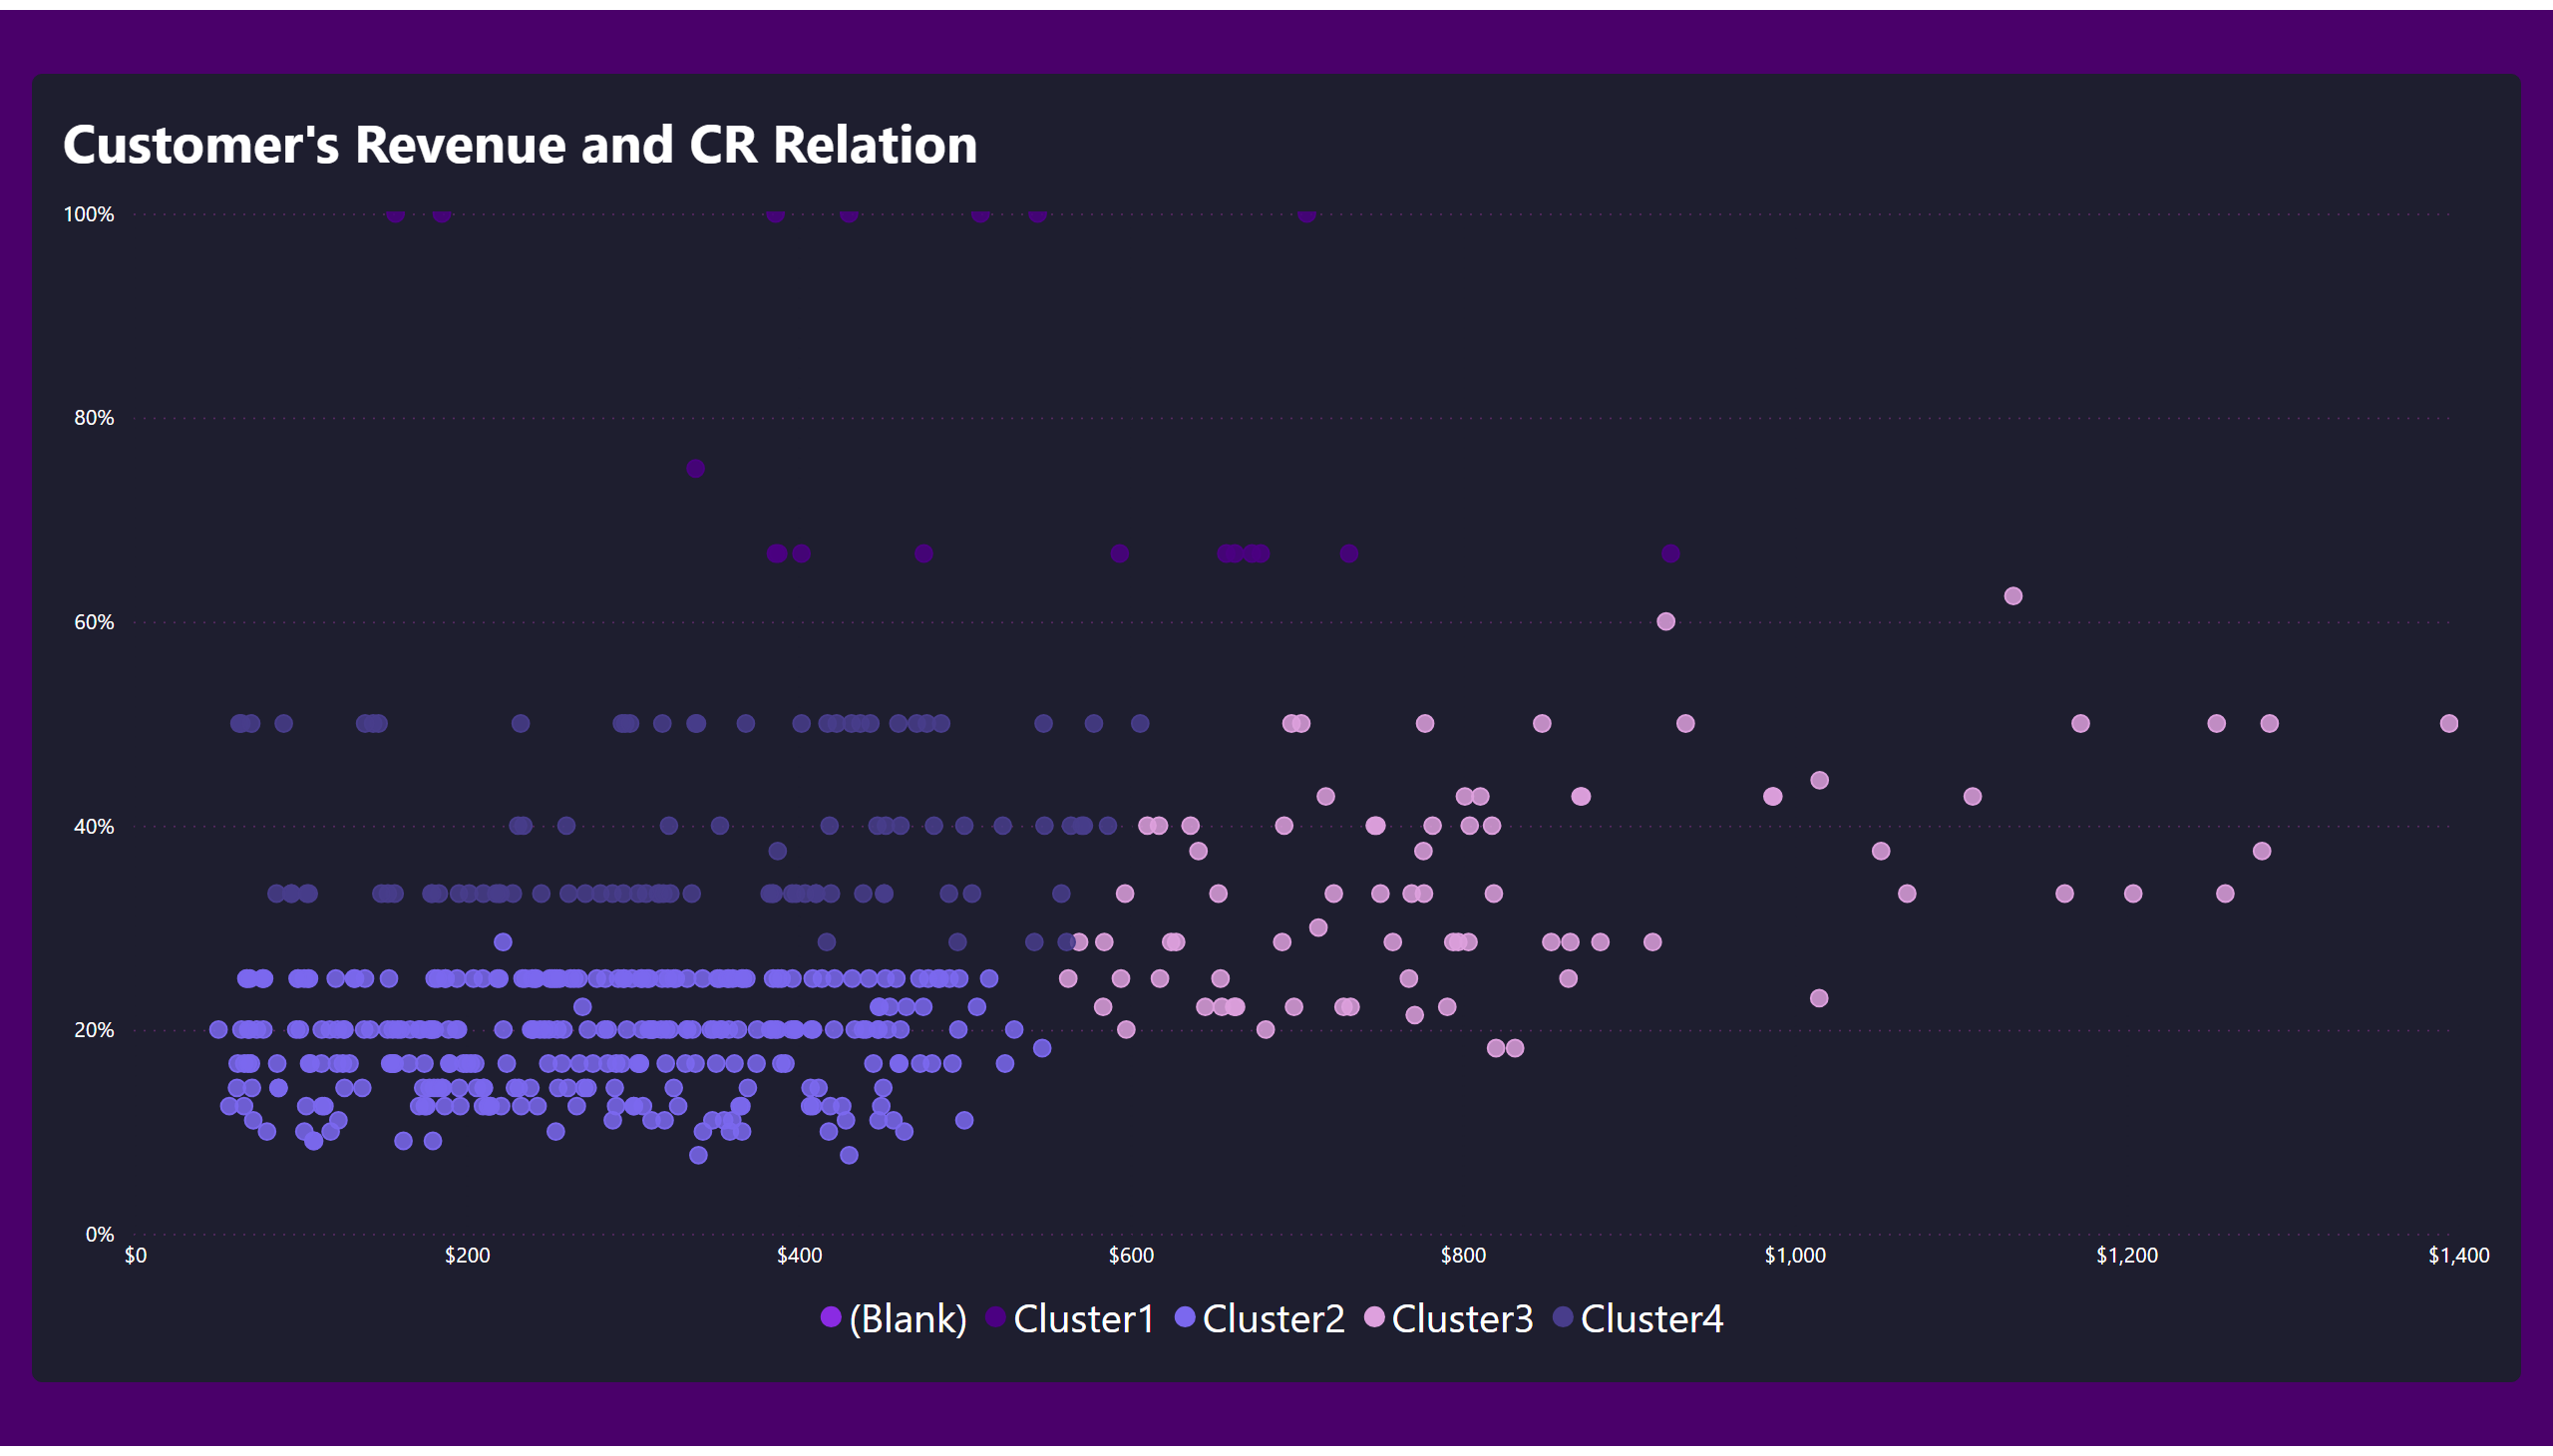 Customer's Revenue and CR Relation
100%
80%
60%
40%
20%
0%
$0 $200 $400 $600 $800 $1,000 $1,200 $1,400
(Blank) Cluster1 Cluster2 Cluster3 Cluster4